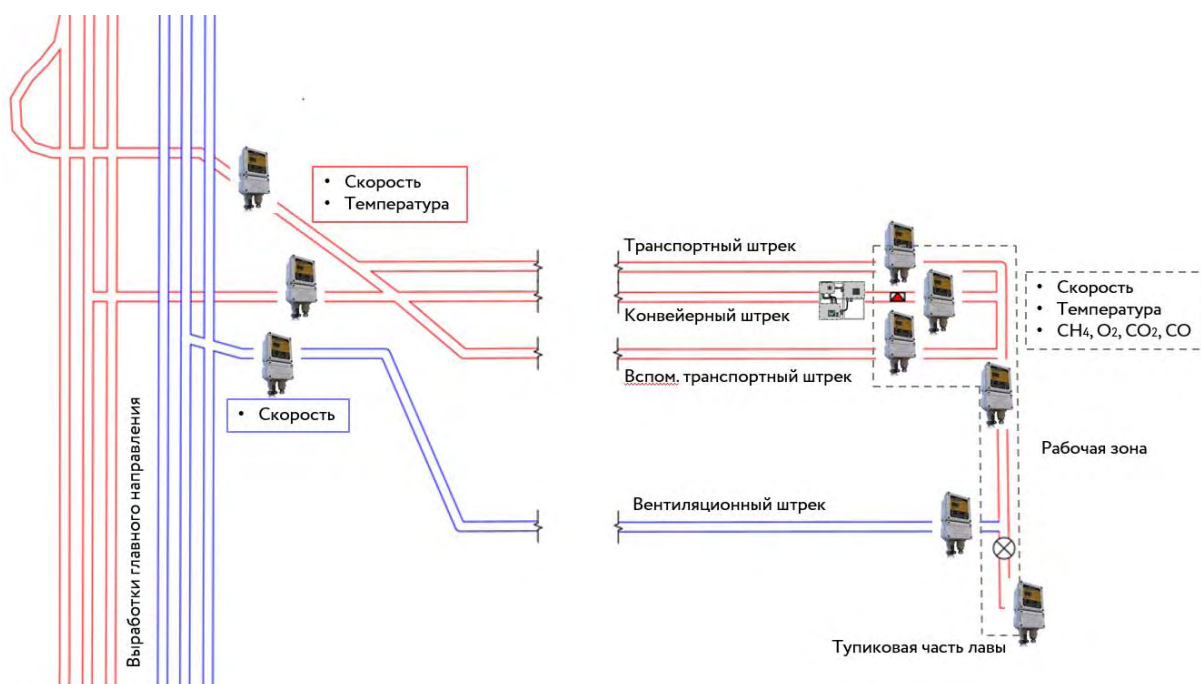 • Скорость
• Температура
Транспортный штрек
Конвейерный штрек
• Скорость
• Температура
• CH4, O2, CO2, CO
Вспом. транспортный штрек
• Скорость
Выработки главного направления
Рабочая зона
Вентиляционный штрек
Тупиковая часть лавы